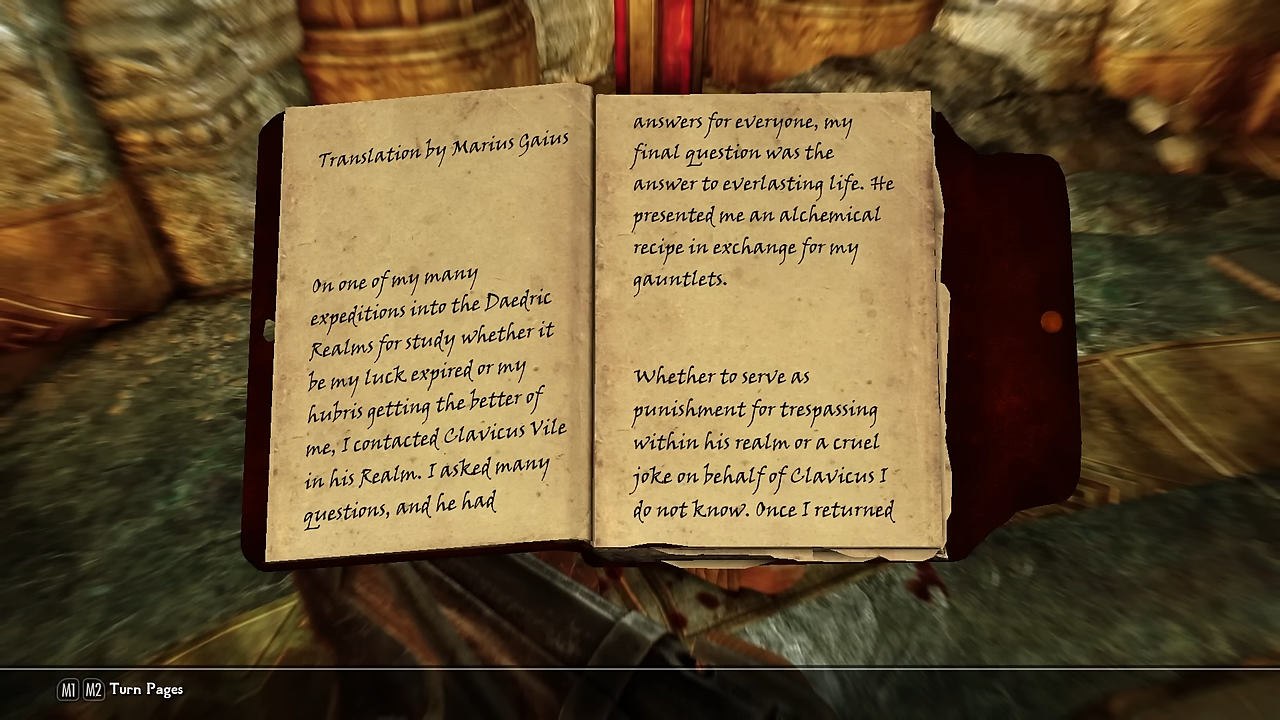 Translation by Marius Gaius
On one of my many
expeditions into the Daedric
Realms for study whether it
be my luck expired or my
hubris getting the better of
me, I contacted Clavicus Vile
in his Realm. I asked many
questions, and he had
answers for everyone, my
final question was the
answer to everlasting life. He
presented me an alchemical
recipe in exchange for my
gauntlets.
Whether to serve as
punishment for trespassing
within his realm or a cruel
joke on behalf of Clavicus I
do not know. Once I returned
M1 M2 Turn Pages